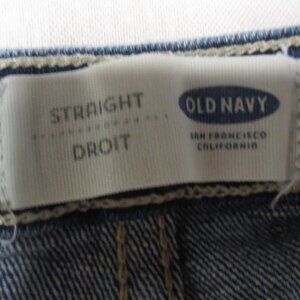 STRAIGHT
DROIT
OLD NAVY
SAN FRANCISCO
CALIFORNIA